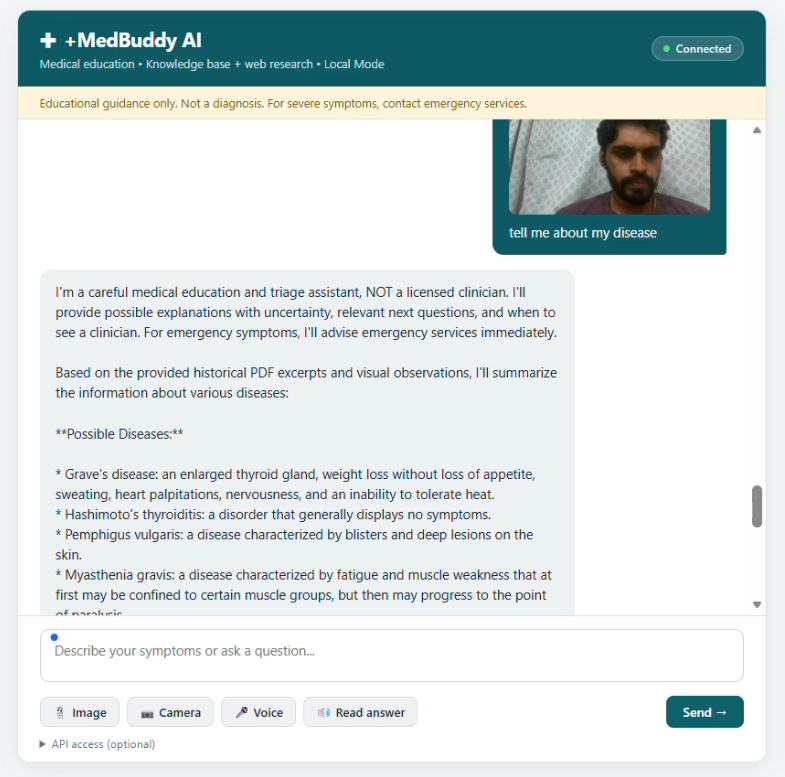 +MedBuddy AI
Connected
Medical education • Knowledge base + web research • Local Mode
Educational guidance only. Not a diagnosis. For severe symptoms, contact emergency services.
tell me about my disease
I'm a careful medical education and triage assistant, NOT a licensed clinician. I'll
provide possible explanations with uncertainty, relevant next questions, and when to
see a clinician. For emergency symptoms, I'll advise emergency services immediately.
Based on the provided historical PDF excerpts and visual observations, I'll summarize
the information about various diseases:
**Possible Diseases:**
* Grave's disease: an enlarged thyroid gland, weight loss without loss of appetite,
sweating, heart palpitations, nervousness, and an inability to tolerate heat.
* Hashimoto's thyroiditis: a disorder that generally displays no symptoms.
* Pemphigus vulgaris: a disease characterized by blisters and deep lesions on the
skin.
* Myasthenia gravis: a disease characterized by fatigue and muscle weakness that at
first may be confined to certain muscle groups, but then may progress to the point
of paralysis
Describe your symptoms or ask a question...
Image
Camera
Voice
Read answer
Send →
API access (optional)